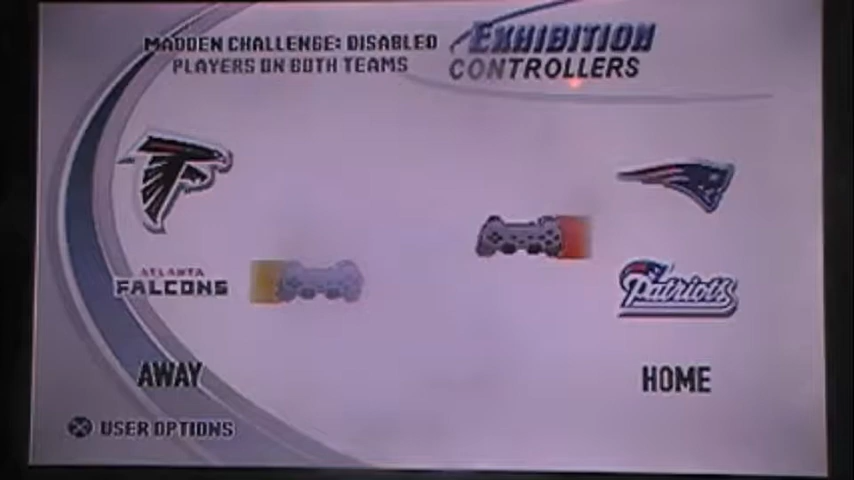 MADDEN CHALLENGE: DISABLED
PLAYERS ON BOTH TEAMS
EXHIBITION
CONTROLLERS
ATLANTA
FALCONS
Patriots
AWAY
HOME
USER OPTIONS